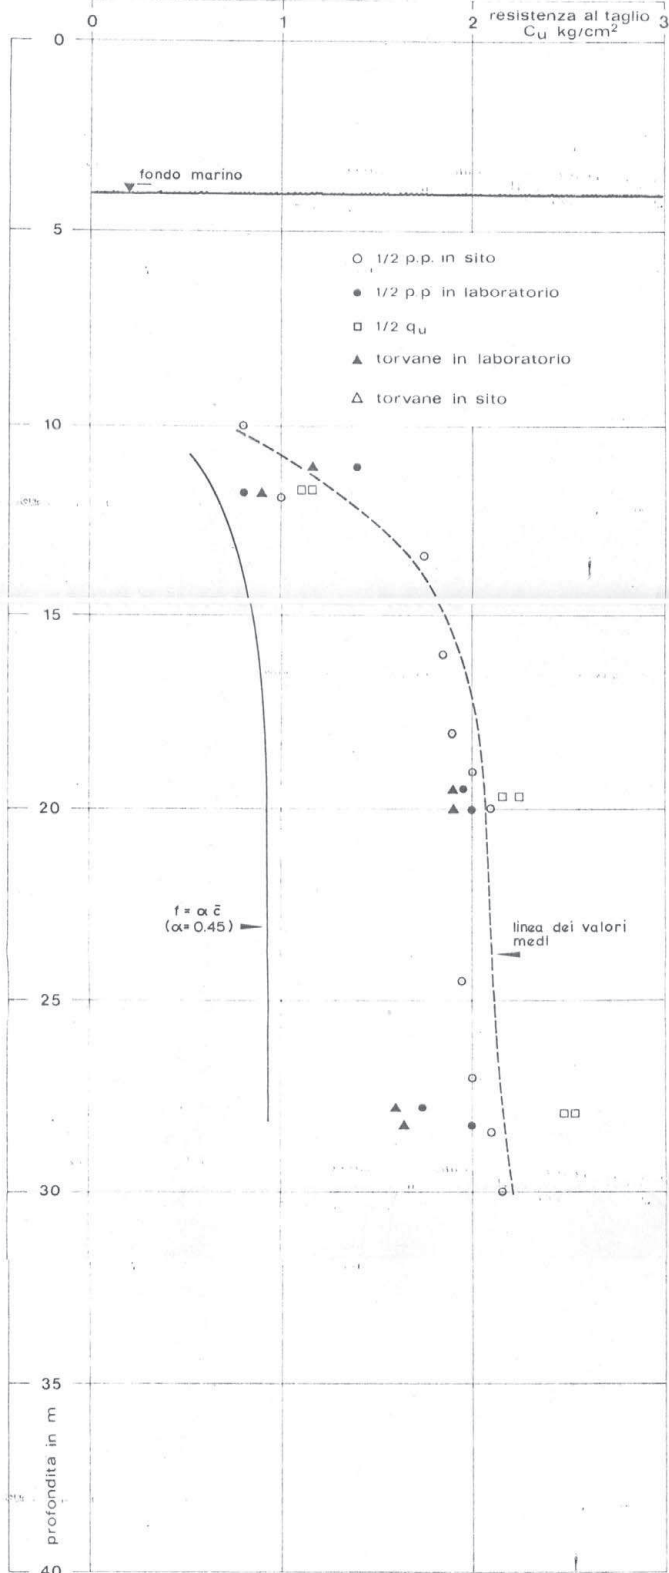 0 1 2 3
resistenza al taglio
Cu kg/cm²
0
fondo marino
5
1/2 p.p. in sito
1/2 p.p in laboratorio
1/2 qu
torvane in laboratorio
torvane in sito
10
15
20
f = α c̄
(α=0.45)
linea dei valori
medi
25
30
35
profondita in m
40